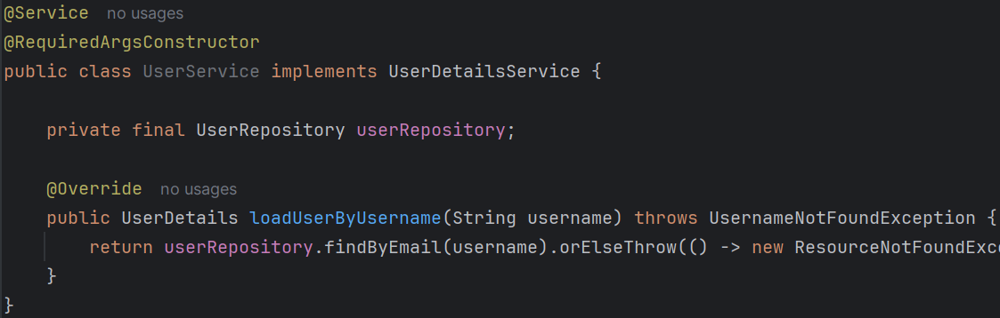 @Service no usages
@RequiredArgsConstructor
public class UserService implements UserDetailsService {
private final UserRepository userRepository;
@Override no usages
public UserDetails loadUserByUsername(String username) throws UsernameNotFoundException {
return userRepository.findByEmail(username).orElseThrow(() -> new ResourceNotFoundExc
}
}